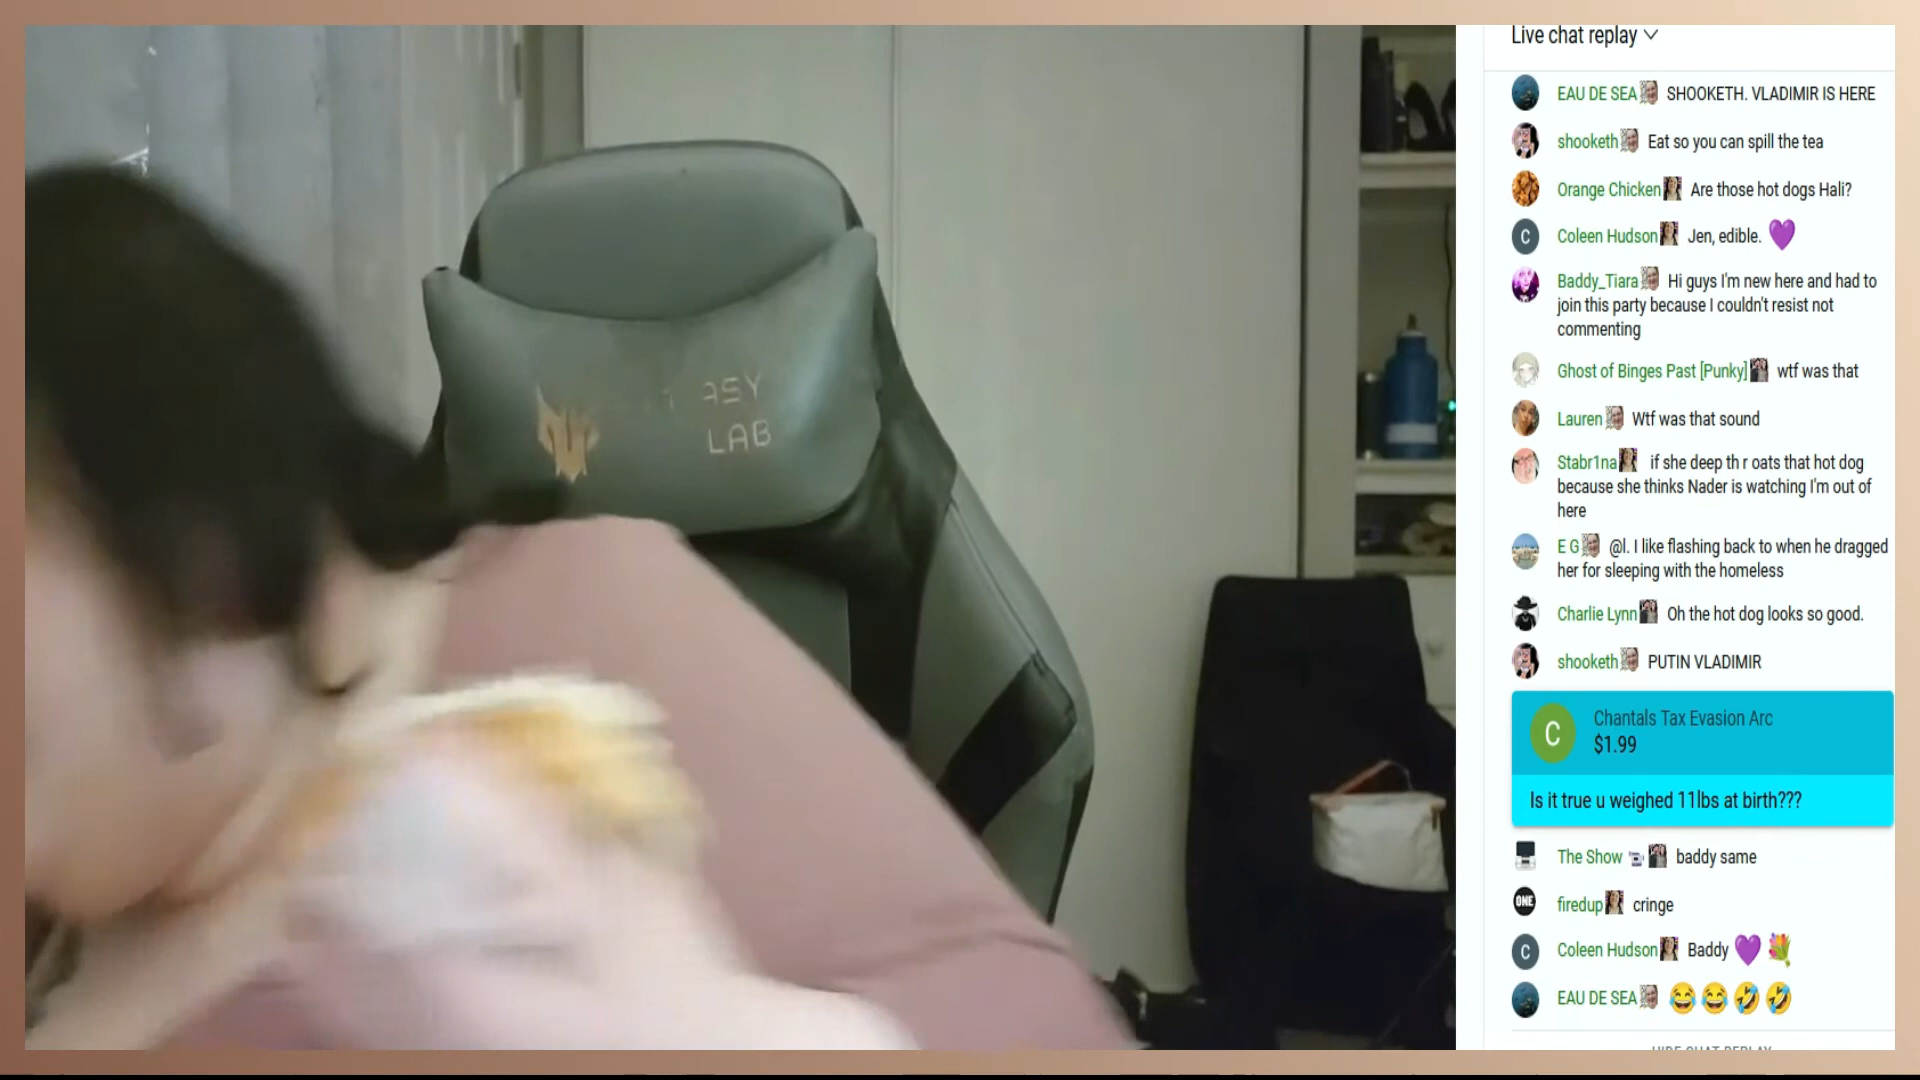 Live chat replay
EAU DE SEA SHOOKETH. VLADIMIR IS HERE
shooketh Eat so you can spill the tea
Orange Chicken Are those hot dogs Hali?
C Coleen Hudson Jen, edible. 💜
Baddy_Tiara Hi guys I'm new here and had to
join this party because I couldn't resist not
commenting
Ghost of Binges Past [Punky] wtf was that
Lauren Wtf was that sound
Stabr1na if she deep th r oats that hot dog
because she thinks Nader is watching I'm out of
here
E G @l. I like flashing back to when he dragged
her for sleeping with the homeless
Charlie Lynn Oh the hot dog looks so good.
shooketh PUTIN VLADIMIR
C Chantals Tax Evasion Arc
$1.99
Is it true u weighed 11lbs at birth???
The Show baddy same
ONE firedup cringe
C Coleen Hudson Baddy 💜 💐
EAU DE SEA 😂 😂 🤣 🤣
LAB